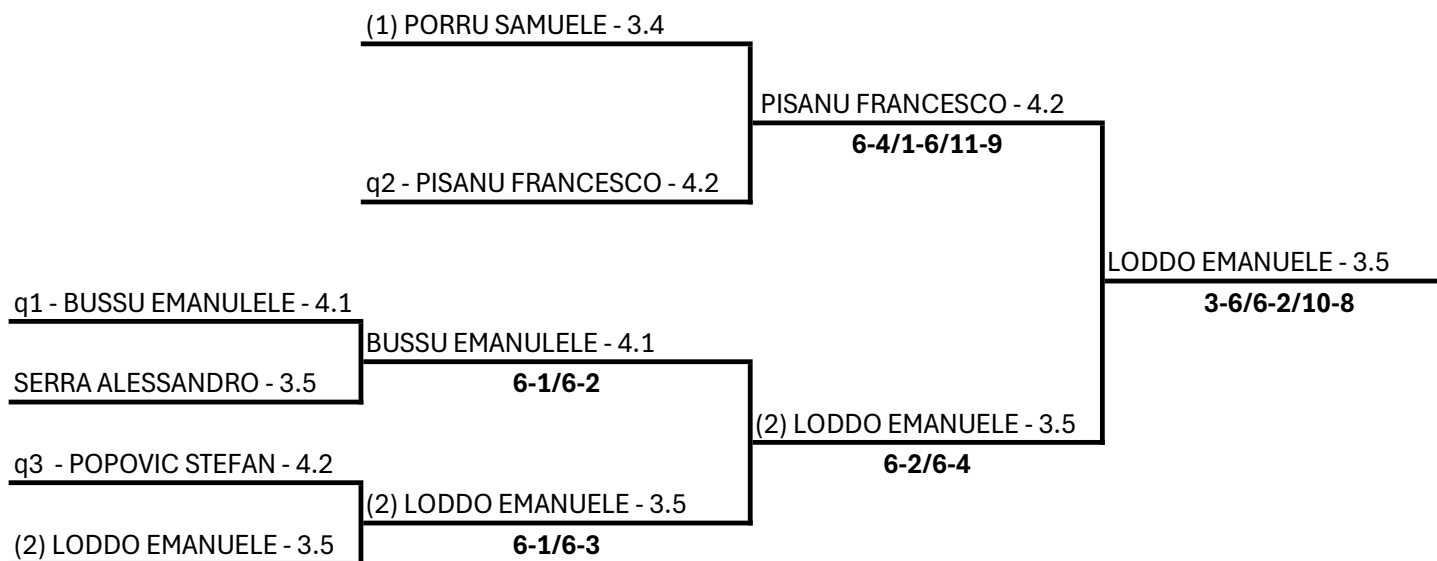 (1) PORRU SAMUELE - 3.4
PISANU FRANCESCO - 4.2
6-4/1-6/11-9
q2 - PISANU FRANCESCO - 4.2
LODDO EMANUELE - 3.5
3-6/6-2/10-8
q1 - BUSSU EMANULELE - 4.1
BUSSU EMANULELE - 4.1
6-1/6-2
SERRA ALESSANDRO - 3.5
(2) LODDO EMANUELE - 3.5
6-2/6-4
q3 - POPOVIC STEFAN - 4.2
(2) LODDO EMANUELE - 3.5
6-1/6-3
(2) LODDO EMANUELE - 3.5